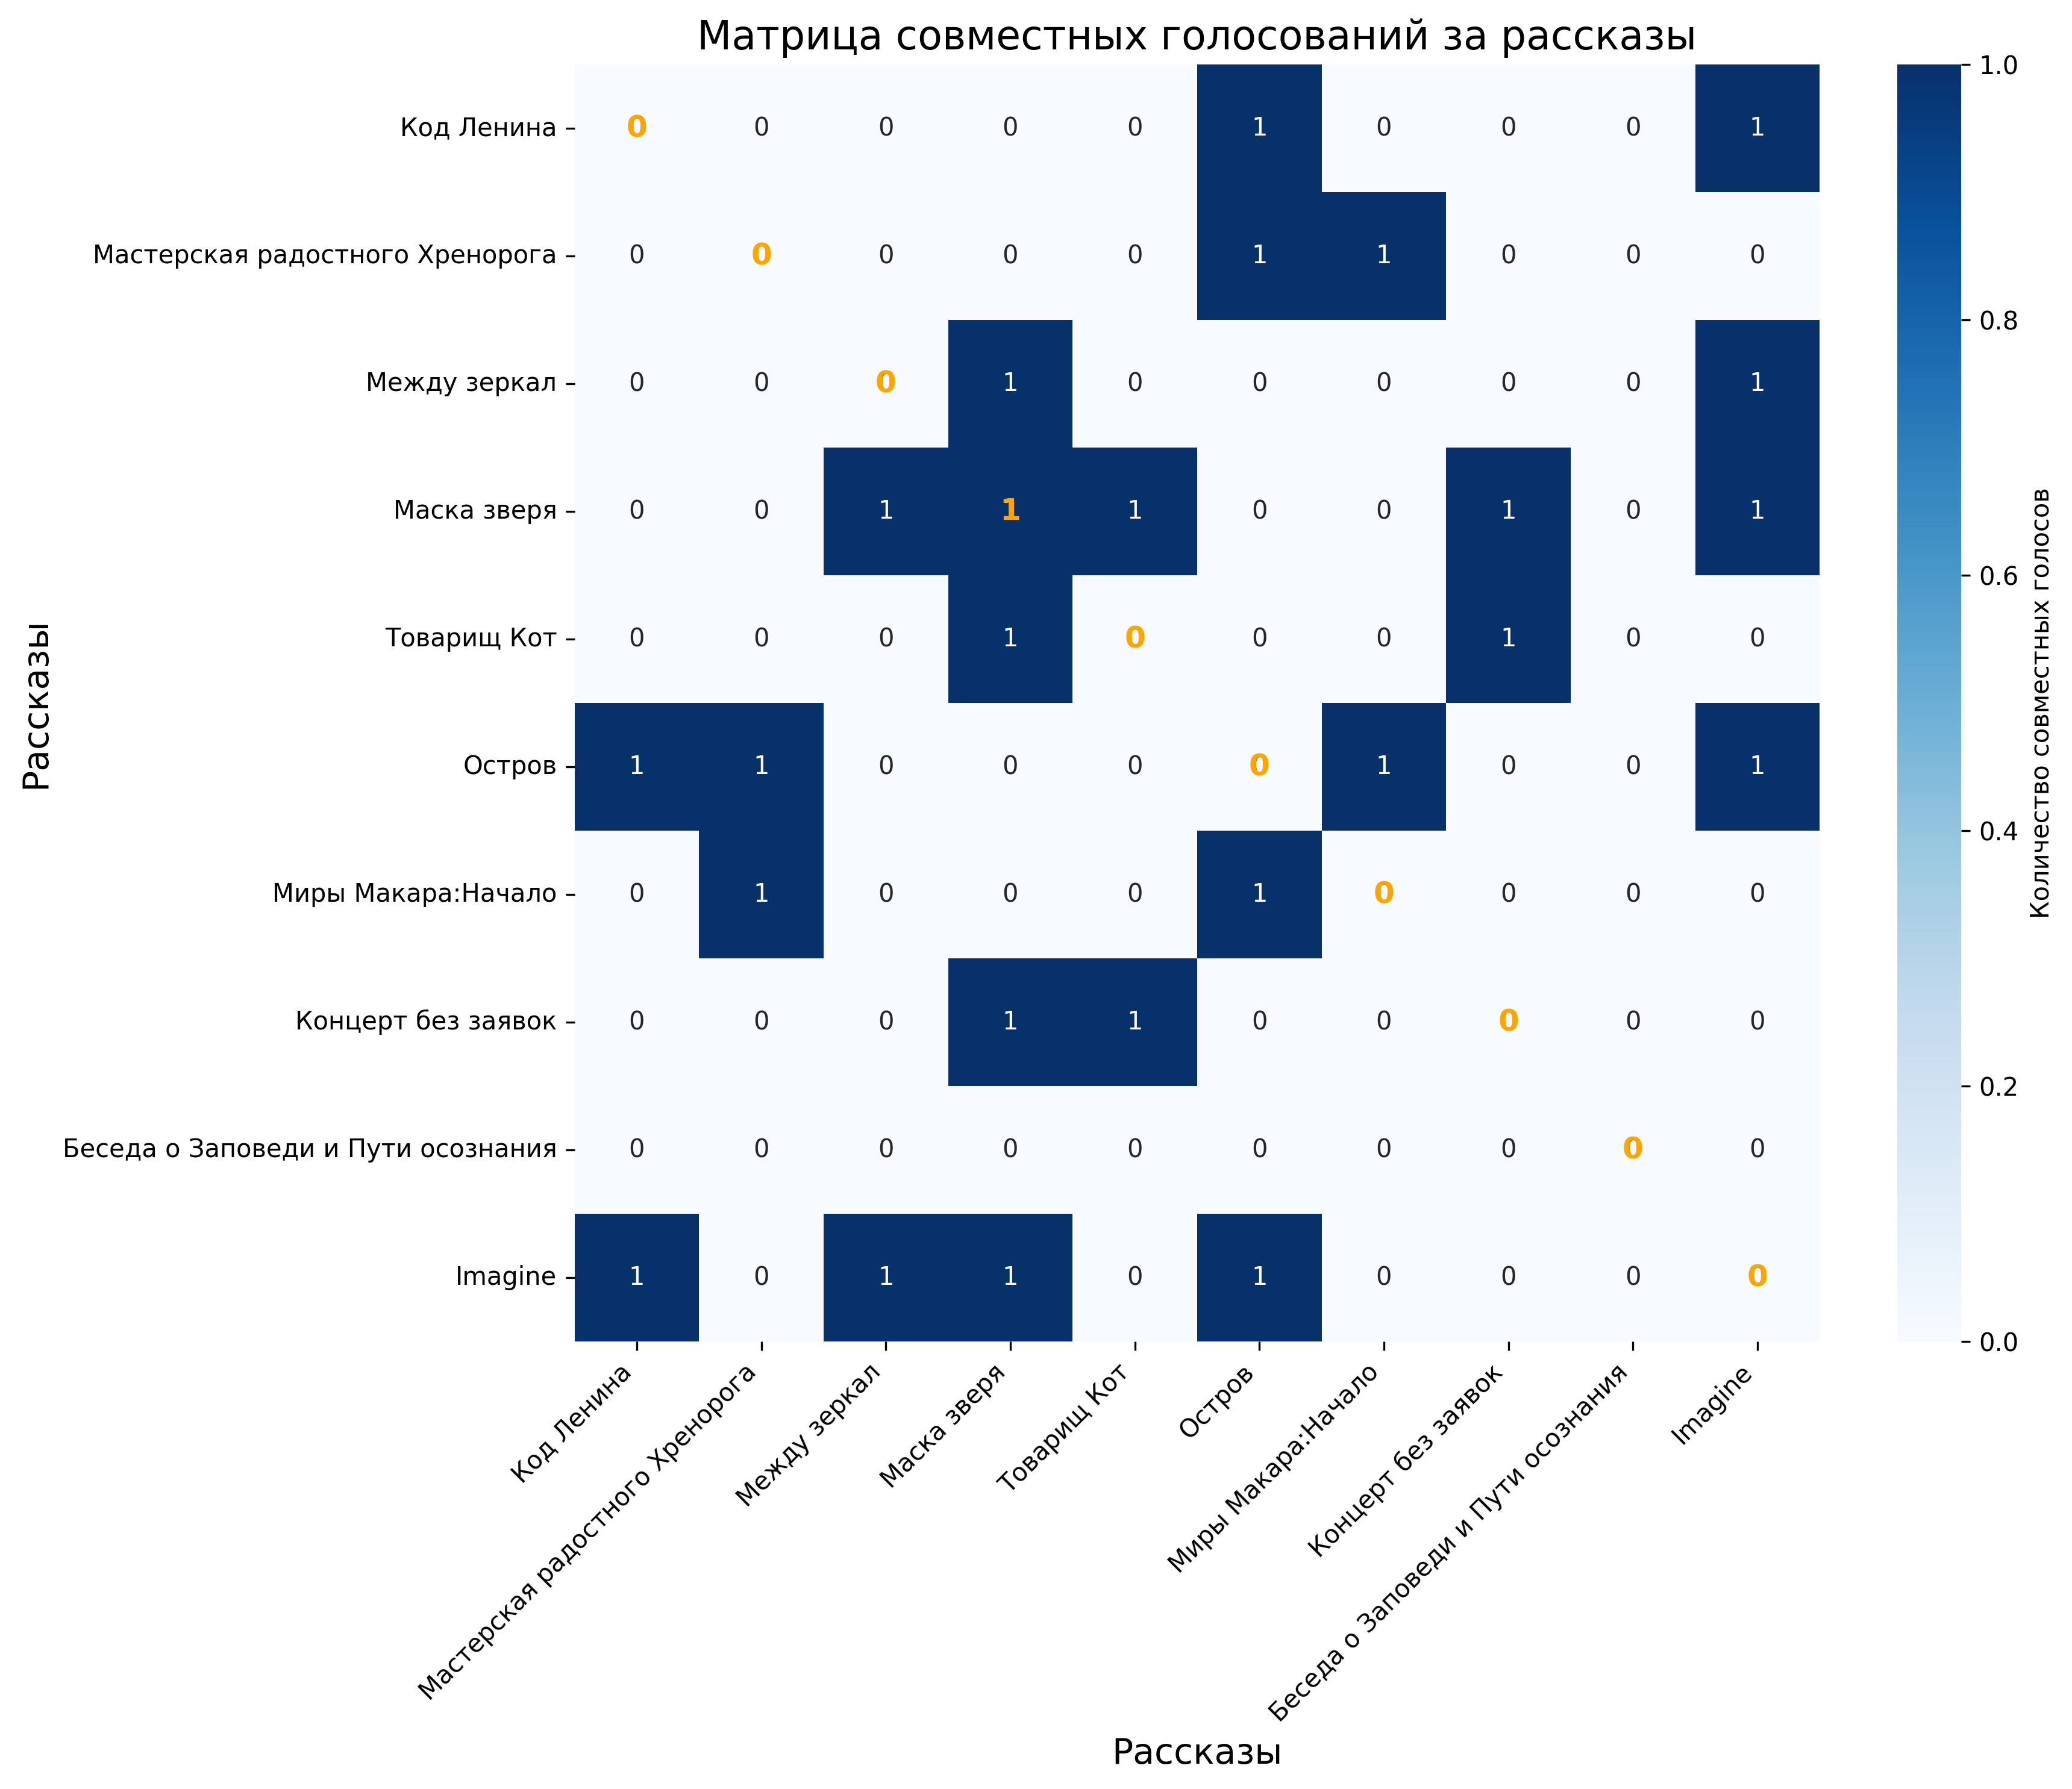 Матрица совместных голосований за рассказы
Код Ленина 0 0 0 0 0 1 0 0 0 1
Мастерская радостного Хренорога 0 0 0 0 0 1 1 0 0 0
Между зеркал 0 0 0 1 0 0 0 0 0 1
Маска зверя 0 0 1 1 1 0 0 1 0 1
Товарищ Кот 0 0 0 1 0 0 0 1 0 0
Остров 1 1 0 0 0 0 1 0 0 1
Миры Макара:Начало 0 1 0 0 0 1 0 0 0 0
Концерт без заявок 0 0 0 1 1 0 0 0 0 0
Беседа о Заповеди и Пути осознания 0 0 0 0 0 0 0 0 0 0
Imagine 1 0 1 1 0 1 0 0 0 0
Рассказы
Код Ленина
Мастерская радостного Хренорога
Между зеркал
Маска зверя
Товарищ Кот
Остров
Миры Макара:Начало
Концерт без заявок
Беседа о Заповеди и Пути осознания
Imagine
Рассказы
1.0
0.8
0.6
0.4
0.2
0.0
Количество совместных голосов